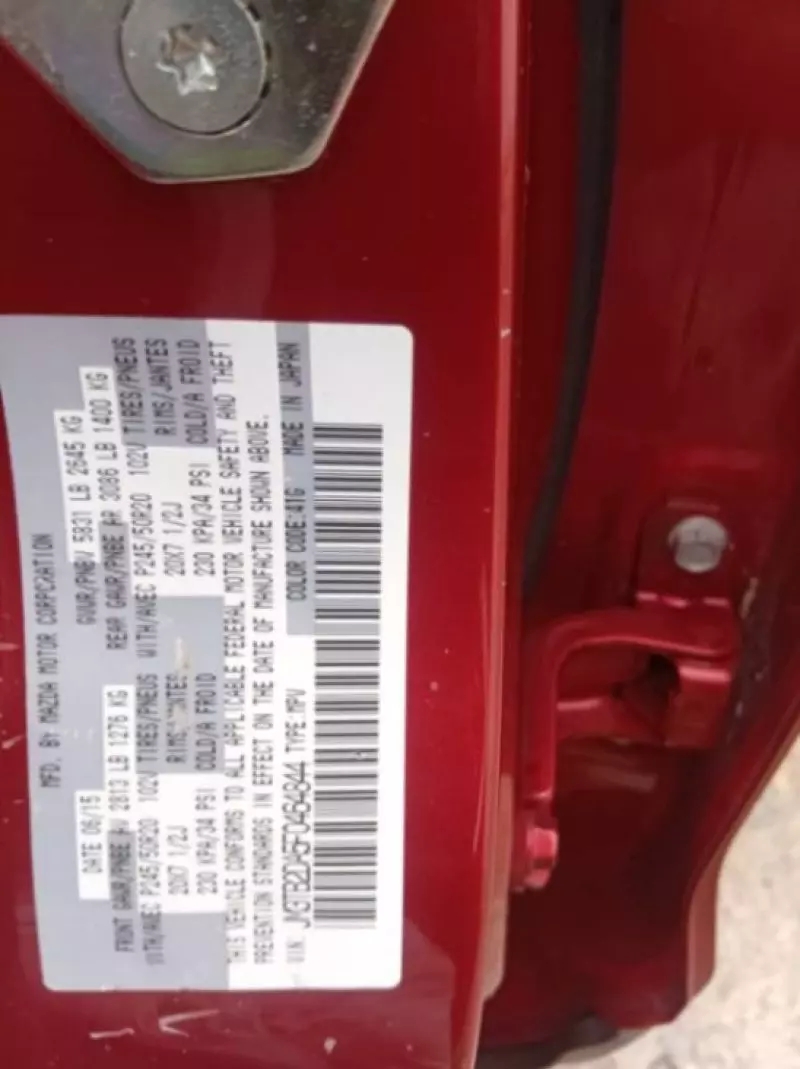 MFD. BY MAZDA MOTOR CORPORATION
DATE 06/15 GVWR/PNBV 5831 LB 2645 KG
FRONT GAWR/PNBE AV 2813 LB 1276 KG REAR GAWR/PNBE AR 3086 LB 1400 KG
WITH/AVEC P245/50R20 102V TIRES/PNEUS WITH/AVEC P245/50R20 102V TIRES/PNEUS
20X7 1/2J RIMS/JANTES 20X7 1/2J RIMS/JANTES
230 KPA/34 PSI COLD/A FROID 230 KPA/34 PSI COLD/A FROID
THIS VEHICLE CONFORMS TO ALL APPLICABLE FEDERAL MOTOR VEHICLE SAFETY AND THEFT
PREVENTION STANDARDS IN EFFECT ON THE DATE OF MANUFACTURE SHOWN ABOVE.
VIN: JM3TB2DA5F0464844 TYPE:MPV COLOR CODE:41G MADE IN JAPAN